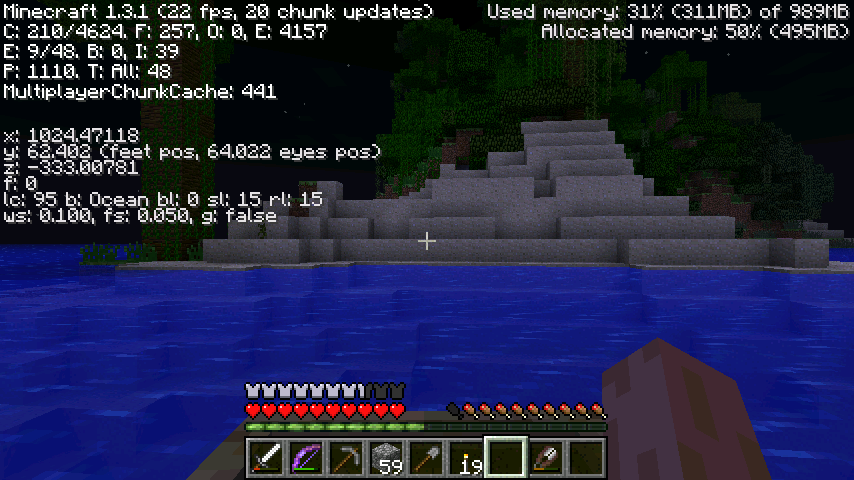 Minecraft 1.3.1 (22 fps, 20 chunk updates)
Used memory: 31% (311MB) of 989MB
C: 210/4624. F: 257, O: 0, E: 4157
Allocated memory: 50% (495MB)
E: 9/48. B: 0, I: 39
P: 1110. T: All: 48
MultiplayerChunkCache: 441
x: 1024.47118
y: 62.402 (feet pos, 64.022 eyes pos)
z: -333.00781
f: 0
lc: 95 b: Ocean bl: 0 sl: 15 rl: 15
ws: 0.100, fs: 0.050, g: false
59
19